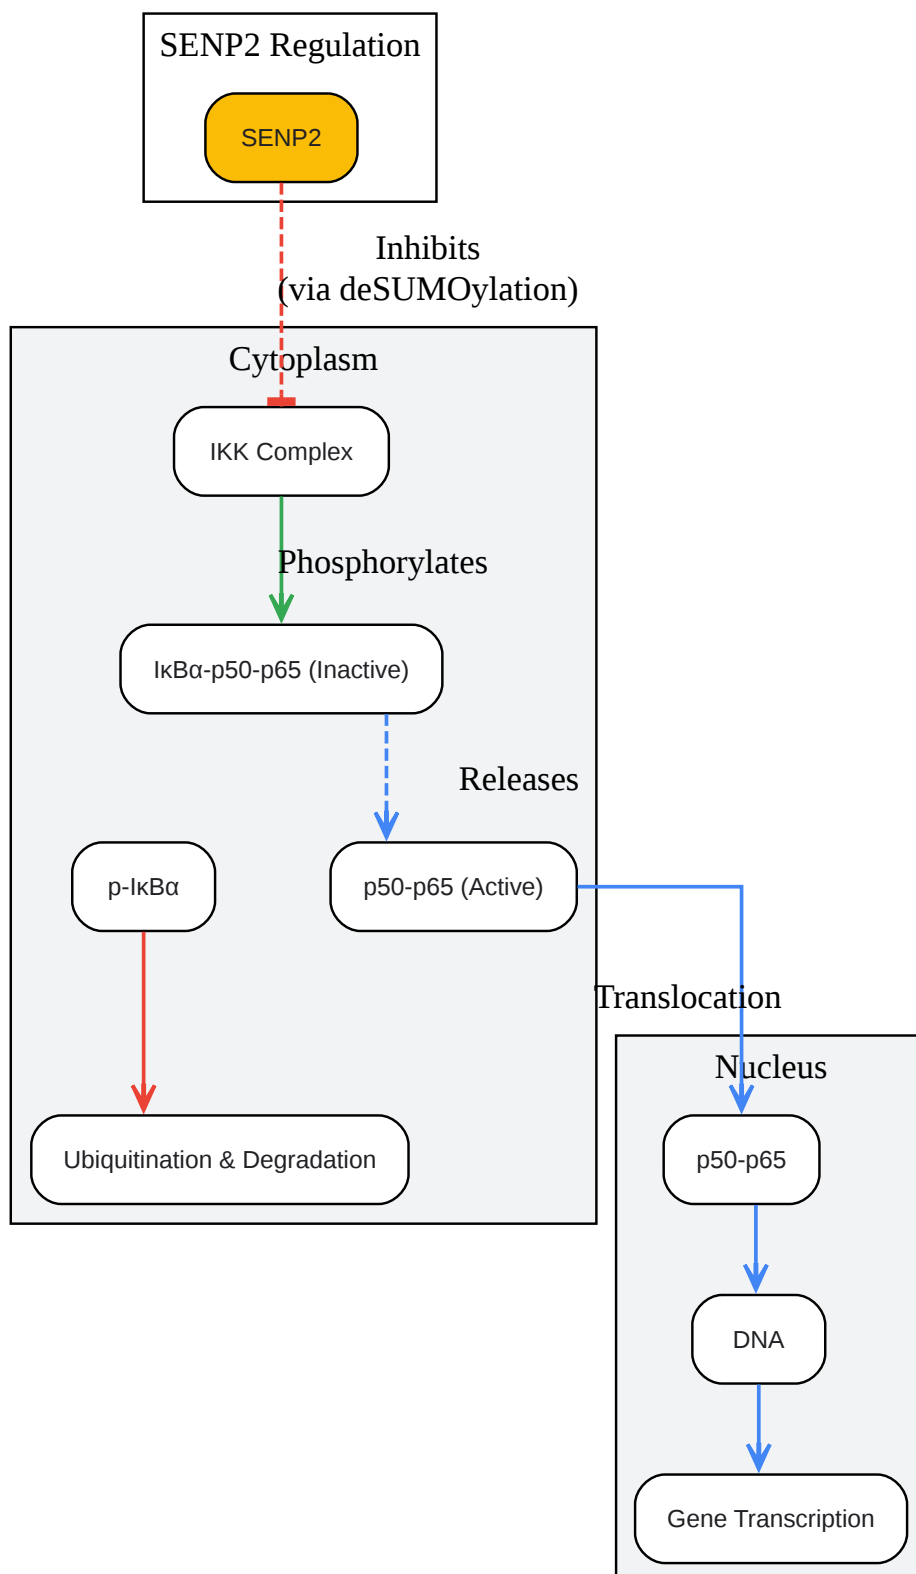 SENP2 Regulation
SENP2
Inhibits
(via deSUMOylation)
Cytoplasm
IKK Complex
Phosphorylates
IκBα-p50-p65 (Inactive)
Releases
p-IκBα
p50-p65 (Active)
Translocation
Nucleus
Ubiquitination & Degradation
p50-p65
DNA
Gene Transcription